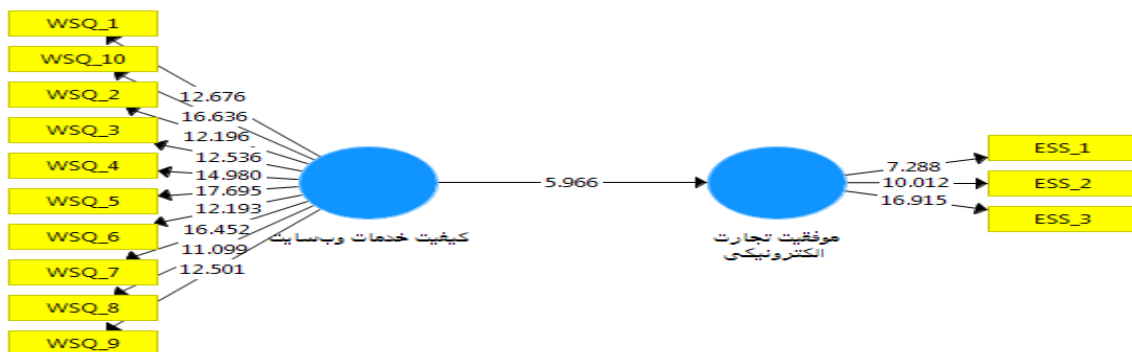 WSQ_1
WSQ_10
WSQ_2
WSQ_3
WSQ_4
WSQ_5
WSQ_6
WSQ_7
WSQ_8
WSQ_9
12.676
16.636
12.196
12.536
14.980
17.695
12.193
16.452
11.099
12.501
کیفیت خدمات وب‌سایت
5.966
موفقیت تجارت
الکترونیکی
7.288
10.012
16.915
ESS_1
ESS_2
ESS_3